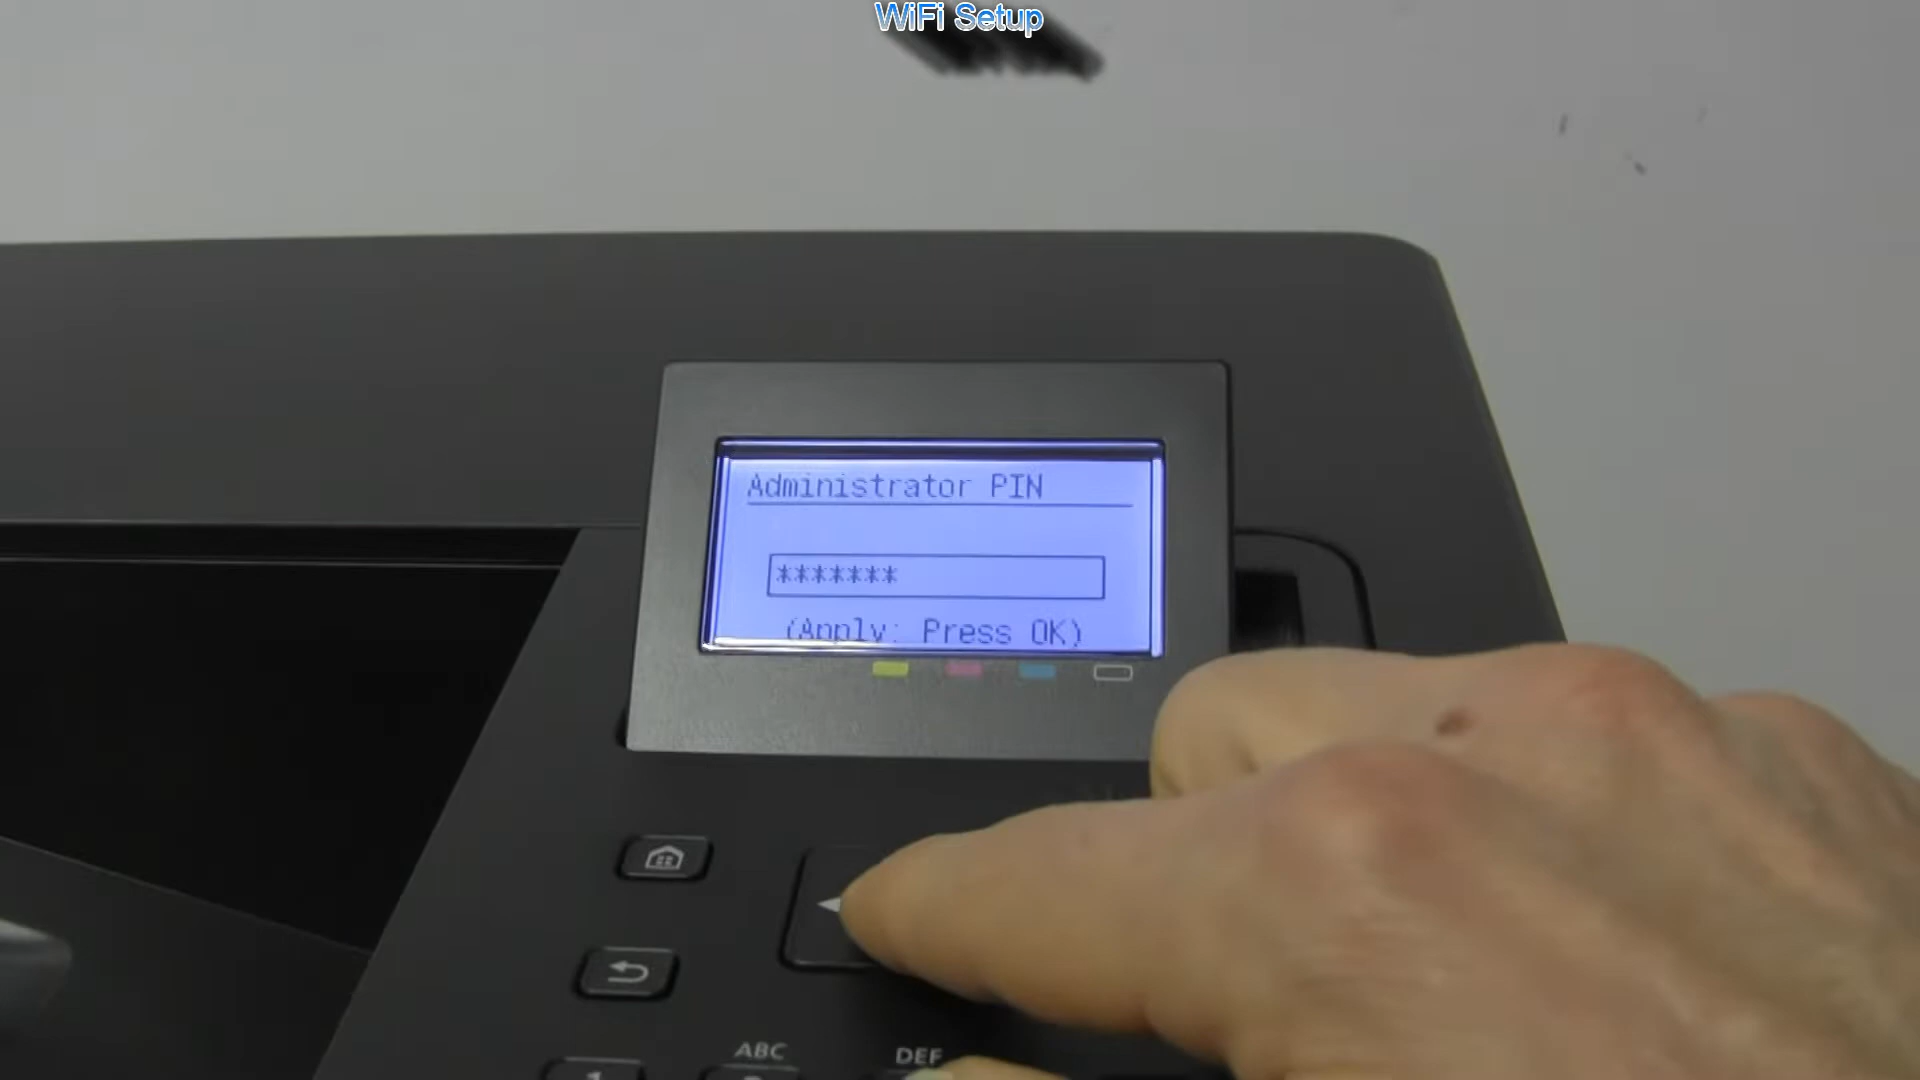 WiFi Setup
Administrator PIN
*******
(Apply: Press OK)
ABC
DEF